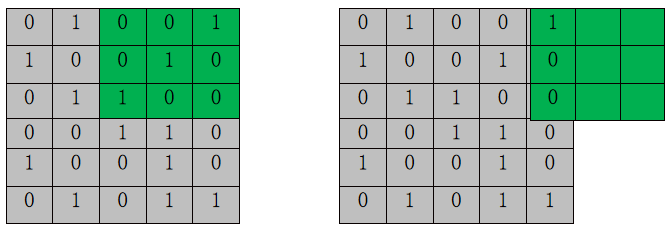 0 1 0 0 1 0 1 0 0 1
1 0 0 1 0 1 0 0 1 0
0 1 1 0 0 0 1 1 0 0
0 0 1 1 0 0 0 1 1 0
1 0 0 1 0 1 0 0 1 0
0 1 0 1 1 0 1 0 1 1